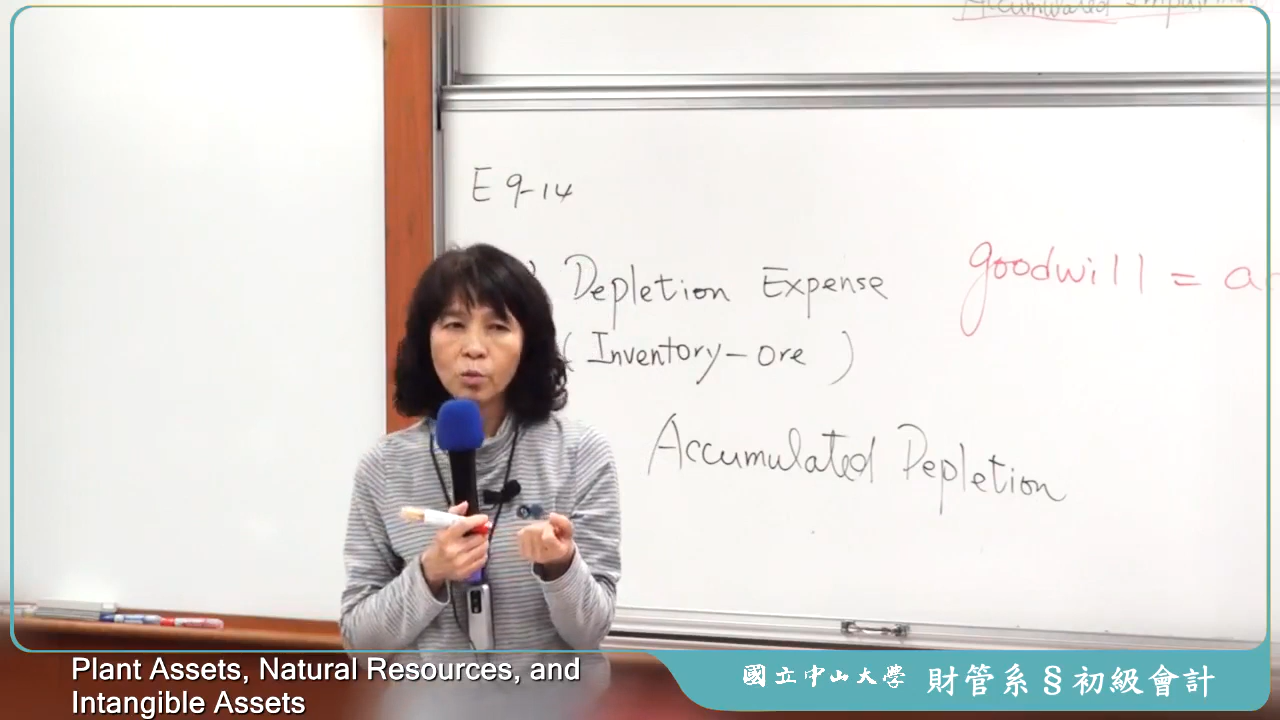 Accumulated
E 9-14
Depletion Expense
goodwill =
(Inventory-ore)
Accumulated Depletion
Plant Assets, Natural Resources, and
Intangible Assets
國立中山大學 財管系§初級會計